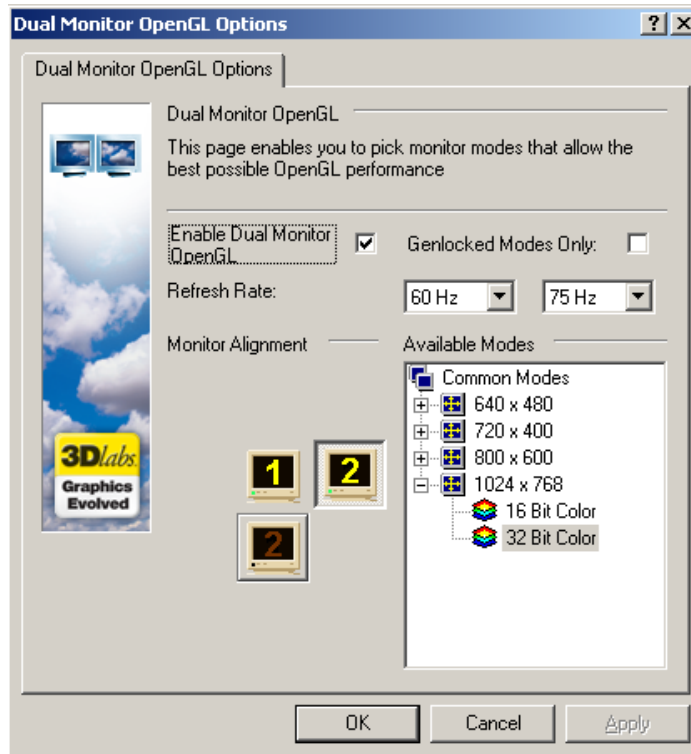 Dual Monitor OpenGL Options
Dual Monitor OpenGL Options
Dual Monitor OpenGL
This page enables you to pick monitor modes that allow the
best possible OpenGL performance
Enable Dual Monitor
OpenGL
Genlocked Modes Only:
Refresh Rate:
60 Hz
75 Hz
Monitor Alignment
Available Modes
Common Modes
640 x 480
720 x 400
800 x 600
1024 x 768
16 Bit Color
32 Bit Color
1
2
2
3Dlabs.
Graphics
Evolved
OK
Cancel
Apply